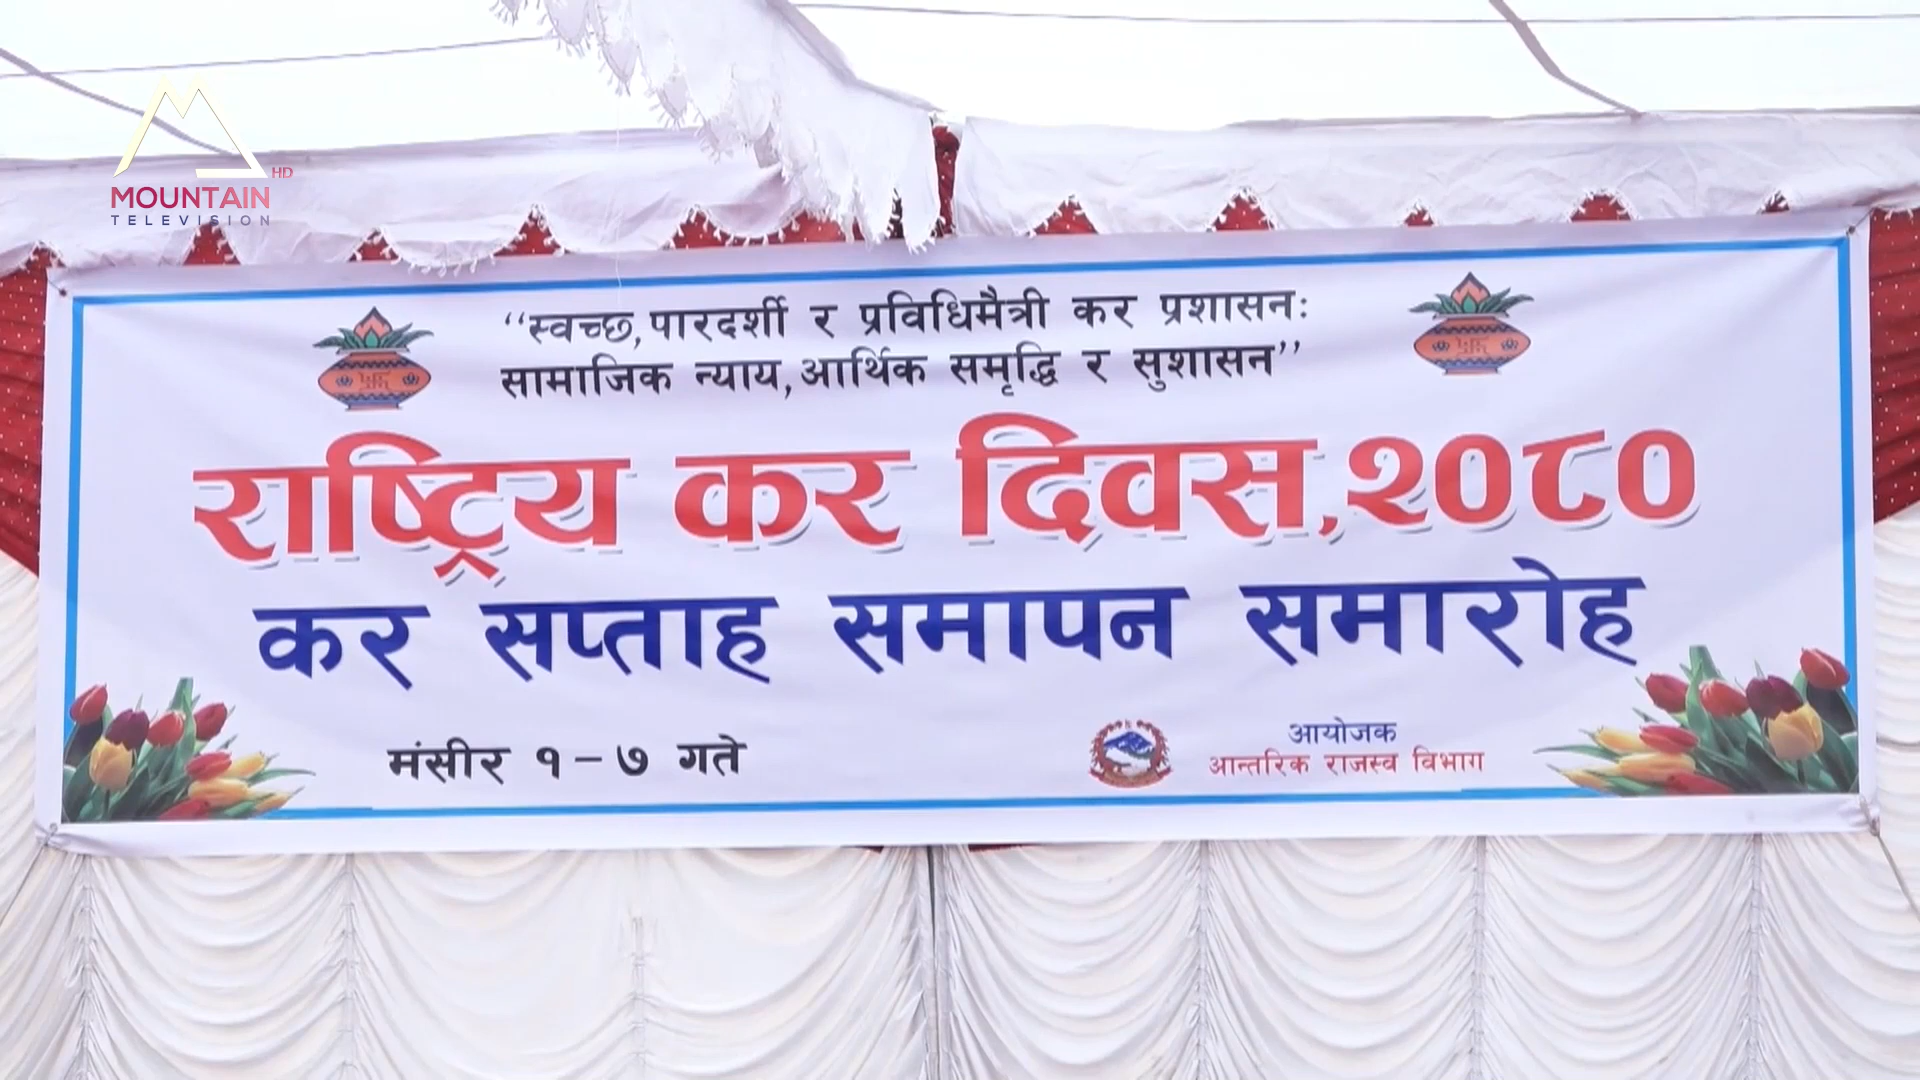 MOUNTAIN HD
TELEVISION
“स्वच्छ, पारदर्शी र प्रविधिमैत्री कर प्रशासनः
सामाजिक न्याय, आर्थिक समृद्धि र सुशासन”
राष्ट्रिय कर दिवस, २०८०
कर सप्ताह समापन समारोह
मंसीर १-७ गते
आयोजक
आन्तरिक राजस्व विभाग